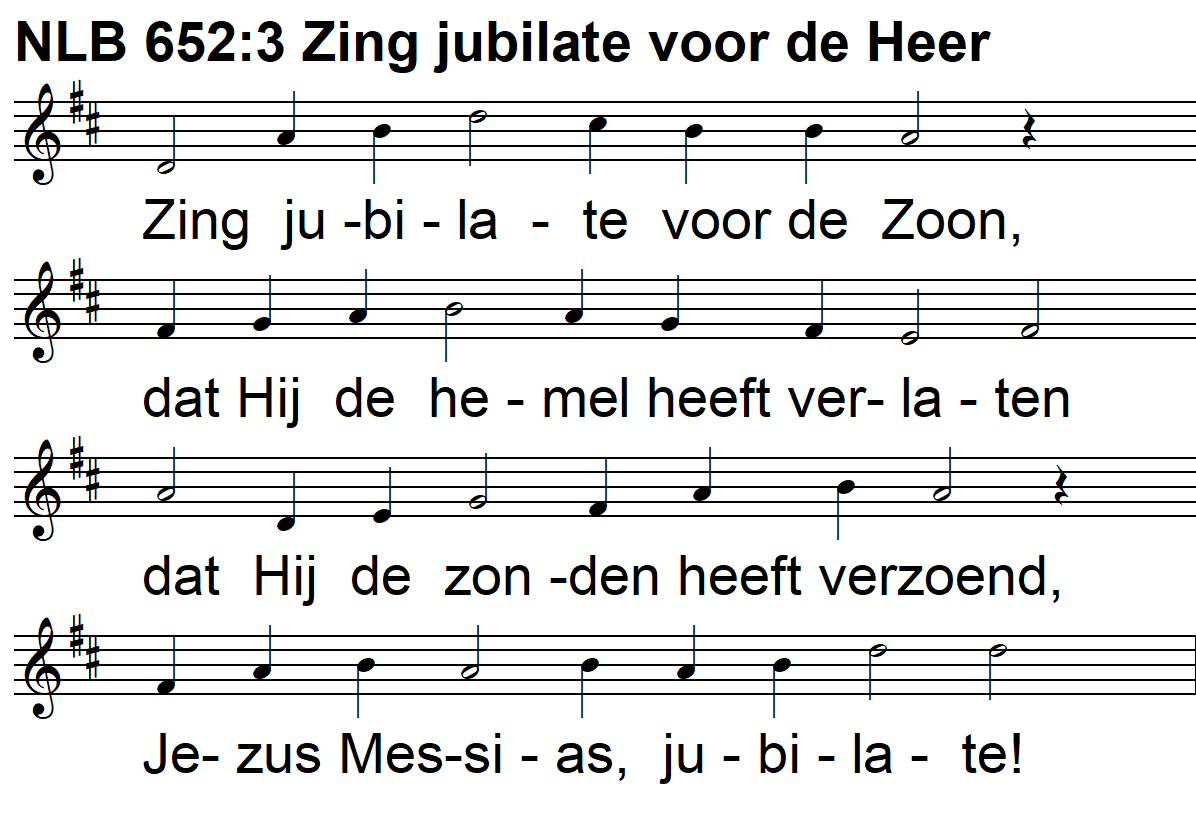 NLB 652:3 Zing jubilate voor de Heer
Zing ju -bi - la - te voor de Zoon,
dat Hij de he - mel heeft ver- la - ten
dat Hij de zon -den heeft verzoend,
Je- zus Mes-si - as, ju - bi - la - te!